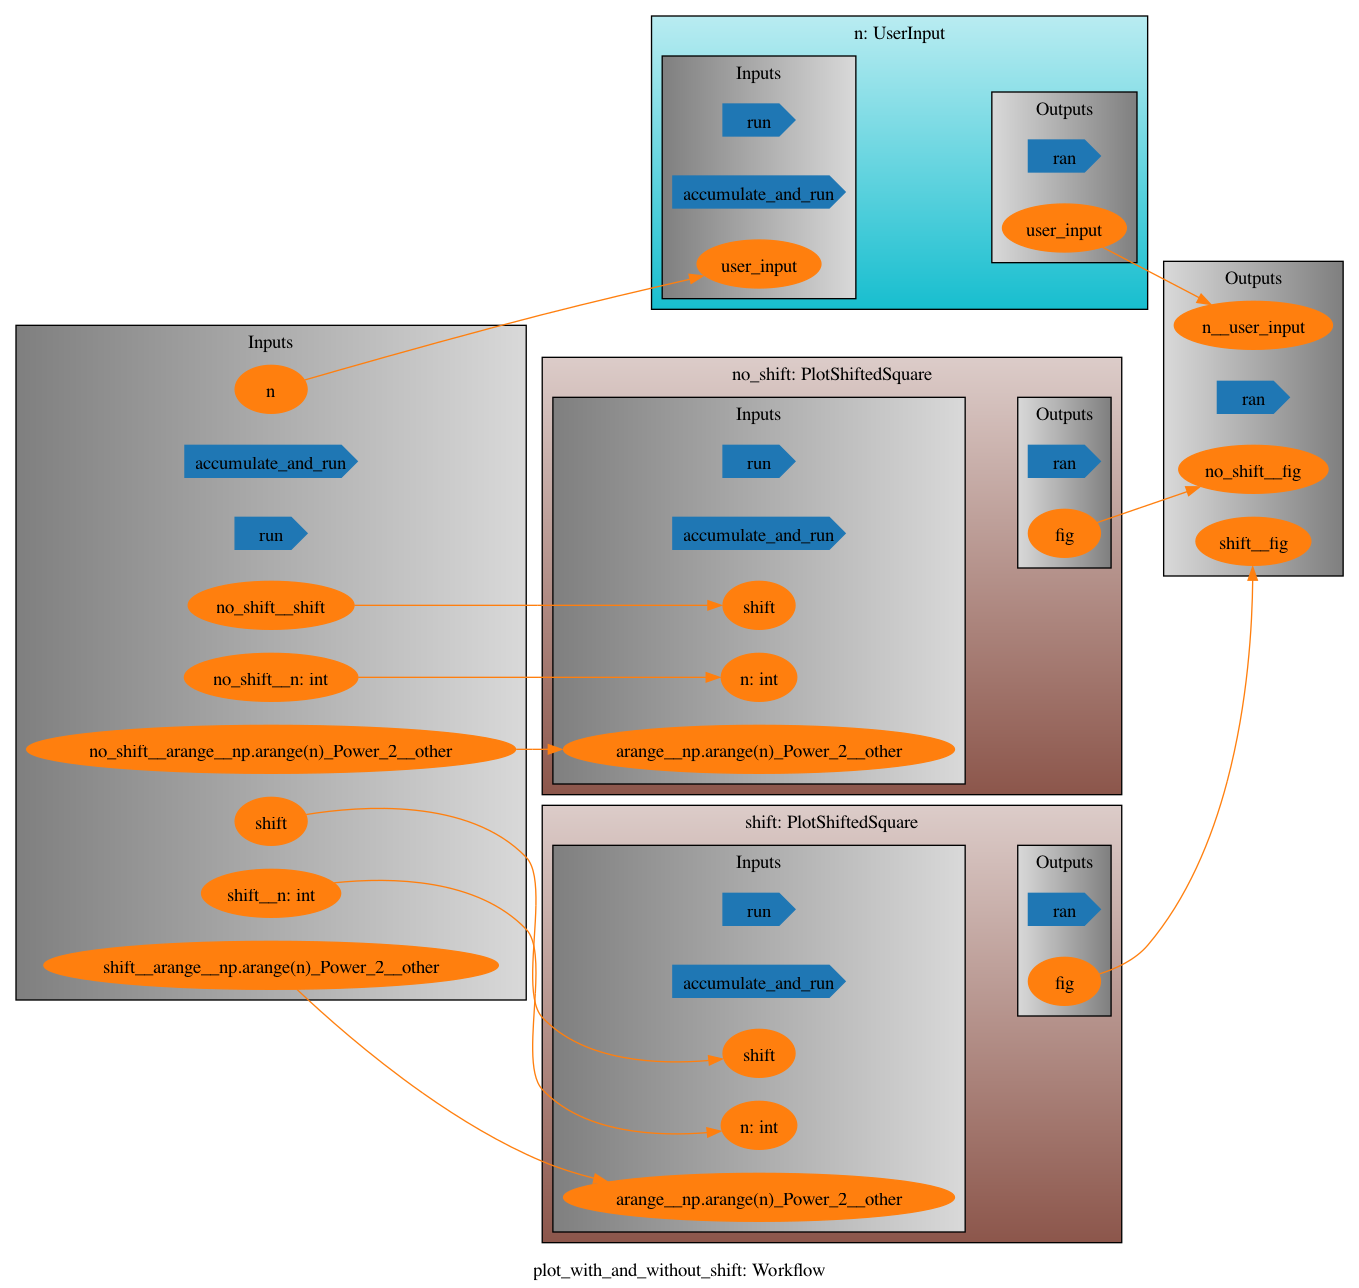 n: UserInput
Inputs
run
accumulate_and_run
user_input
Outputs
ran
user_input
Inputs
n
accumulate_and_run
run
no_shift__shift
no_shift__n: int
no_shift__arange__np.arange(n)_Power_2__other
shift
shift__n: int
shift__arange__np.arange(n)_Power_2__other
no_shift: PlotShiftedSquare
Inputs
run
accumulate_and_run
shift
n: int
arange__np.arange(n)_Power_2__other
Outputs
ran
fig
shift: PlotShiftedSquare
Inputs
run
accumulate_and_run
shift
n: int
arange__np.arange(n)_Power_2__other
Outputs
ran
fig
Outputs
n__user_input
ran
no_shift__fig
shift__fig
plot_with_and_without_shift: Workflow